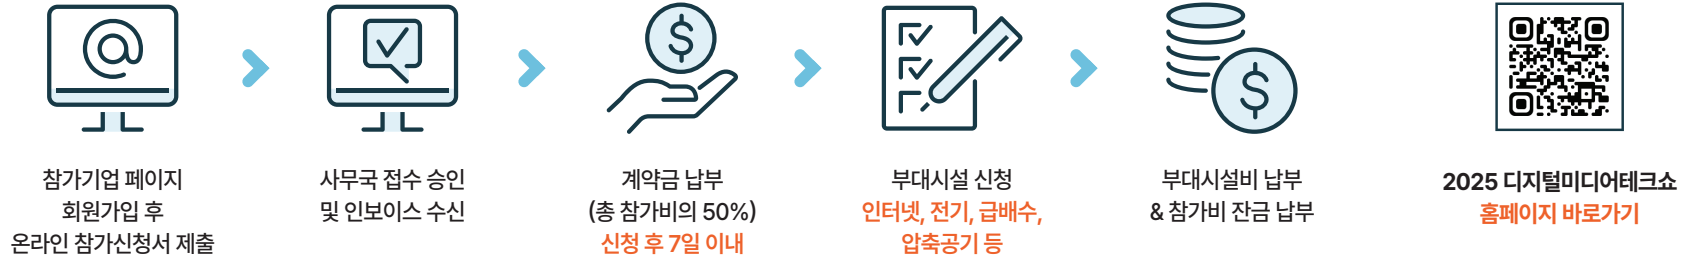 참가기업 페이지
회원가입 후
온라인 참가신청서 제출
사무국 접수 승인
및 인보이스 수신
계약금 납부
(총 참가비의 50%)
신청 후 7일 이내
부대시설 신청
인터넷, 전기, 급배수,
압축공기 등
부대시설비 납부
& 참가비 잔금 납부
2025 디지털미디어테크쇼
홈페이지 바로가기